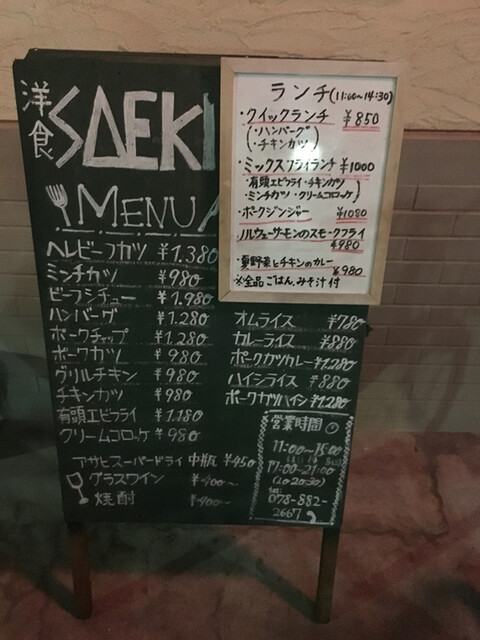 洋食 SAEKI
MENU
ヘレビーフカツ ¥1.380
ミンチカツ ¥980
ビーフシチュー ¥1.980
ハンバーグ ¥1.280
ポークチャップ ¥1.280
ポークカツ ¥980
グリルチキン ¥980
チキンカツ ¥980
有頭エビフライ ¥1.180
クリームコロッケ ¥980
アサヒスーパードライ 中瓶 ¥450
グラスワイン ¥400〜
焼酎 ¥400〜
ランチ(11:00〜14:30)
・クイックランチ ¥850
(・ハンバーグ
・チキンカツ)
・ミックスフライランチ ¥1000
(・有頭エビフライ・チキンカツ
・ミンチカツ・クリームコロッケ)
・ポークジンジャー ¥1080
・ノルウェーサーモンのスモークフライ
¥980
・夏野菜とチキンのカレー
¥980
※全品ごはん、みそ汁付
オムライス ¥780
カレーライス ¥880
ポークカツカレー ¥1,280
ハイシライス ¥880
ポークカツハイシ ¥1,280
営業時間
11:00〜15:00
17:00〜21:00
(LO 20:30)
078-882-
2667